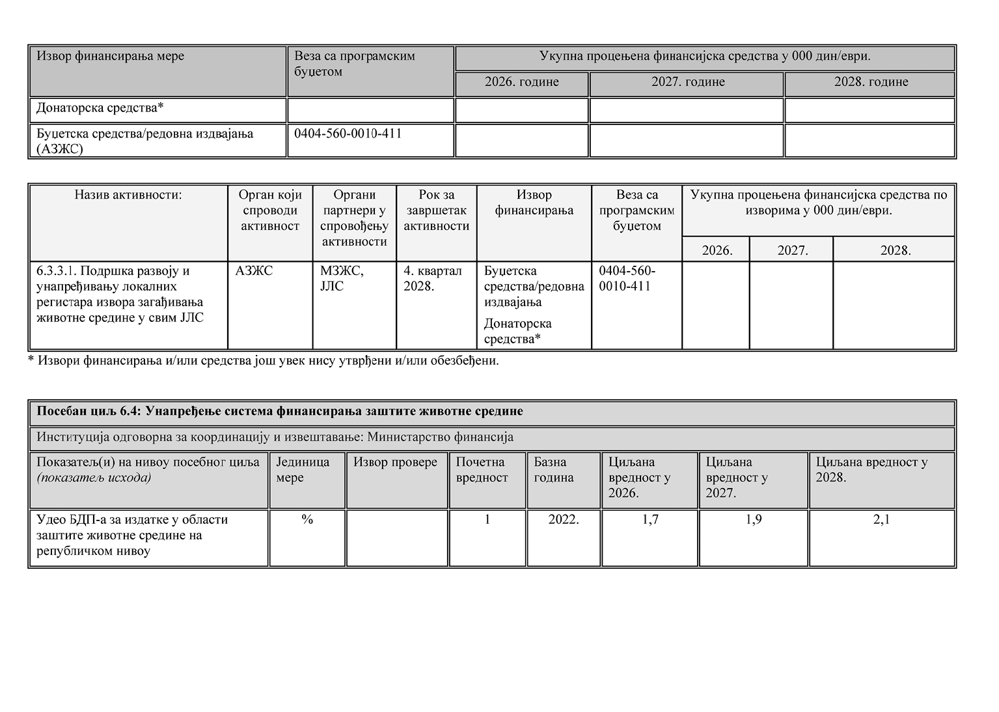 Извор финансирања мере
Веза са програмским
буџетом
Укупна процењена финансијска средства у 000 дин/еври.
2026. године
2027. године
2028. године
Донаторска средства*
Буџетска средства/редовна издвајања
(АЗЖС)
0404-560-0010-411
Назив активности:
Орган који
спроводи
активност
Органи
партнери у
спровођењу
активности
Рок за
завршетак
активности
Извор
финансирања
Веза са
програмским
буџетом
Укупна процењена финансијска средства по
изворима у 000 дин/еври.
2026.
2027.
2028.
6.3.3.1. Подршка развоју и
унапређивању локалних
регистара извора загађивања
животне средине у свим ЈЛС
АЗЖС
МЗЖС,
ЈЛС
4. квартал
2028.
Буџетска
средства/редовна
издвајања
Донаторска
средства*
0404-560-
0010-411
* Извори финансирања и/или средства још увек нису утврђени и/или обезбеђени.
Посебан циљ 6.4: Унапређење система финансирања заштите животне средине
Институција одговорна за координацију и извештавање: Министарство финансија
Показатељ(и) на нивоу посебног циља
(показатељ исхода)
Јединица
мере
Извор провере
Почетна
вредност
Базна
година
Циљана
вредност у
2026.
Циљана
вредност у
2027.
Циљана вредност у
2028.
Удео БДП-а за издатке у области
заштите животне средине на
републичком нивоу
%
1
2022.
1,7
1,9
2,1